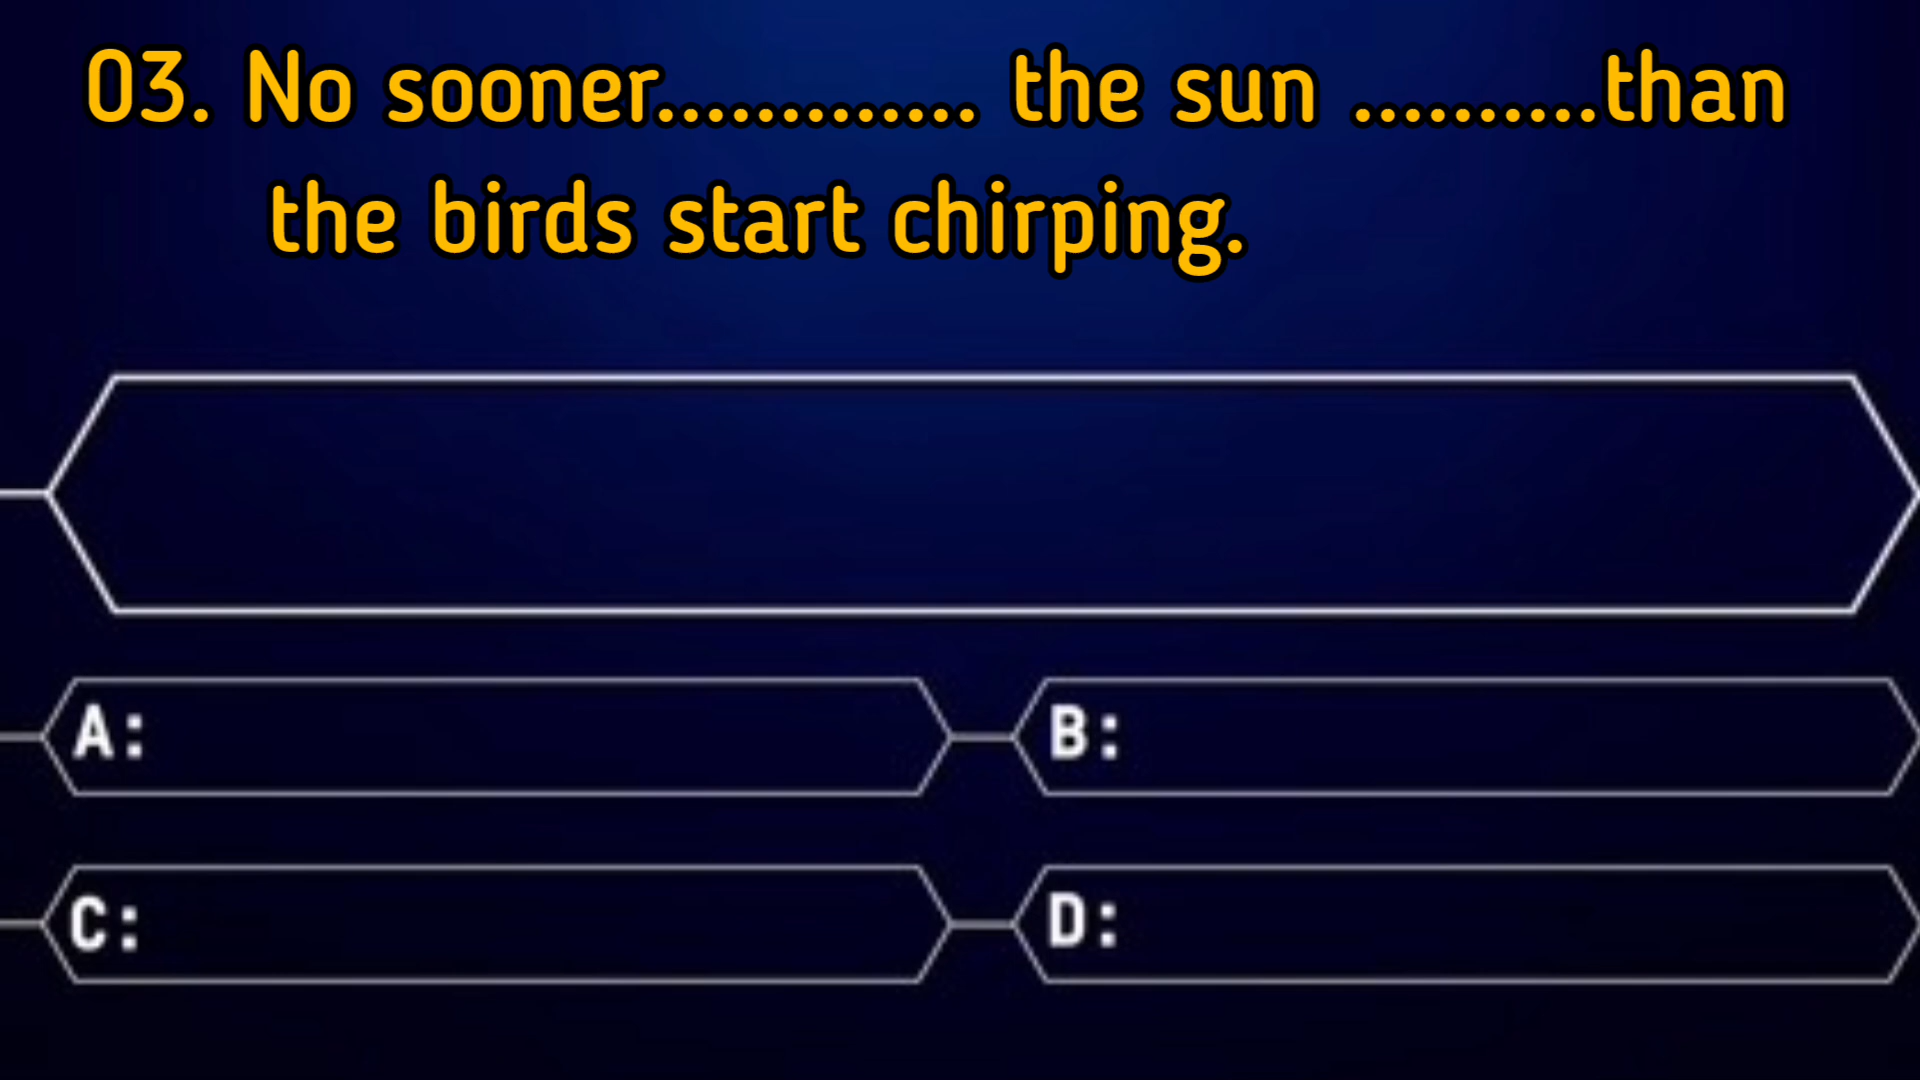 03. No sooner............. the sun ..........than
the birds start chirping.
A:
B:
C:
D: